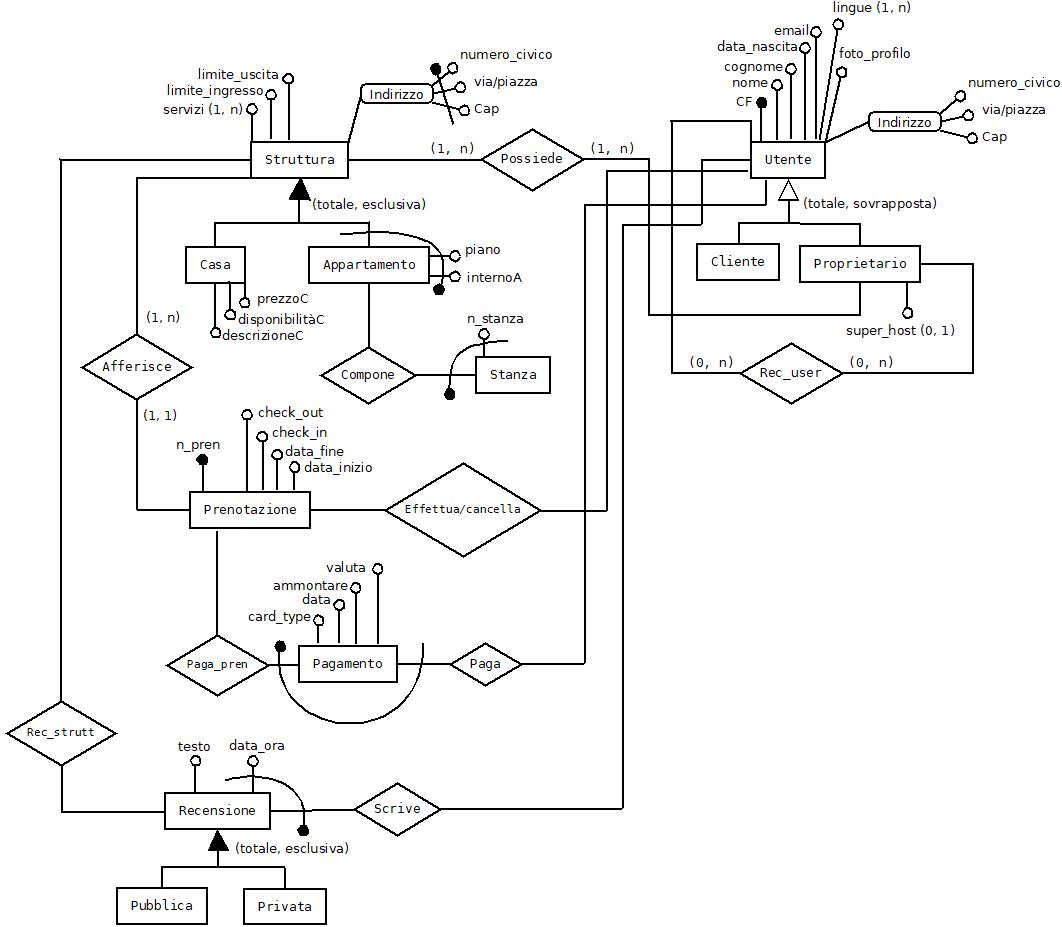 lingue (1, n)
email
data_nascita
foto_profilo
cognome
nome
CF
numero_civico
via/piazza
Cap
Indirizzo
limite_uscita
limite_ingresso
servizi (1, n)
Indirizzo
numero_civico
via/piazza
Cap
Struttura
(1, n)
Possiede
(1, n)
Utente
(totale, esclusiva)
(totale, sovrapposta)
Casa
Appartamento
piano
internoA
Cliente
Proprietario
prezzoC
disponibilitàC
descrizioneC
(1, n)
n_stanza
super_host (0, 1)
Afferisce
Compone
Stanza
(0, n)
Rec_user
(0, n)
(1, 1)
check_out
check_in
data_fine
data_inizio
n_pren
Prenotazione
Effettua/cancella
valuta
ammontare
data
card_type
Paga_pren
Pagamento
Paga
Rec_strutt
testo
data_ora
Recensione
Scrive
(totale, esclusiva)
Pubblica
Privata